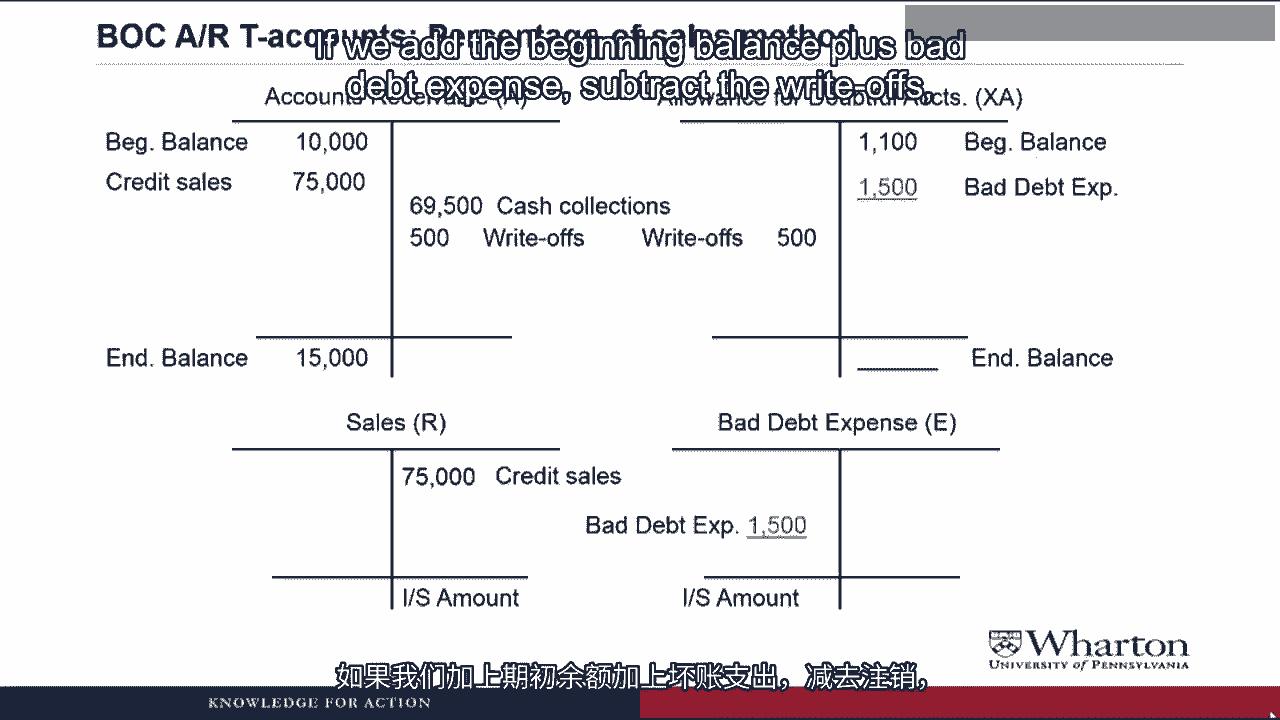 BOC A/R T-accounts: Percentage of sales method
If we add the beginning balance plus bad
debt expense, subtract the write-offs,
Accounts Receivable (A)
Allowance for Doubtful Accts. (XA)
Beg. Balance 10,000
1,100 Beg. Balance
Credit sales 75,000
1,500 Bad Debt Exp.
69,500 Cash collections
500 Write-offs
Write-offs 500
End. Balance 15,000
End. Balance
Sales (R)
Bad Debt Expense (E)
75,000 Credit sales
Bad Debt Exp. 1,500
I/S Amount
I/S Amount
Wharton
UNIVERSITY of PENNSYLVANIA
如果我们加上期初余额加上坏账支出，减去注销，
KNOWLEDGE FOR ACTION